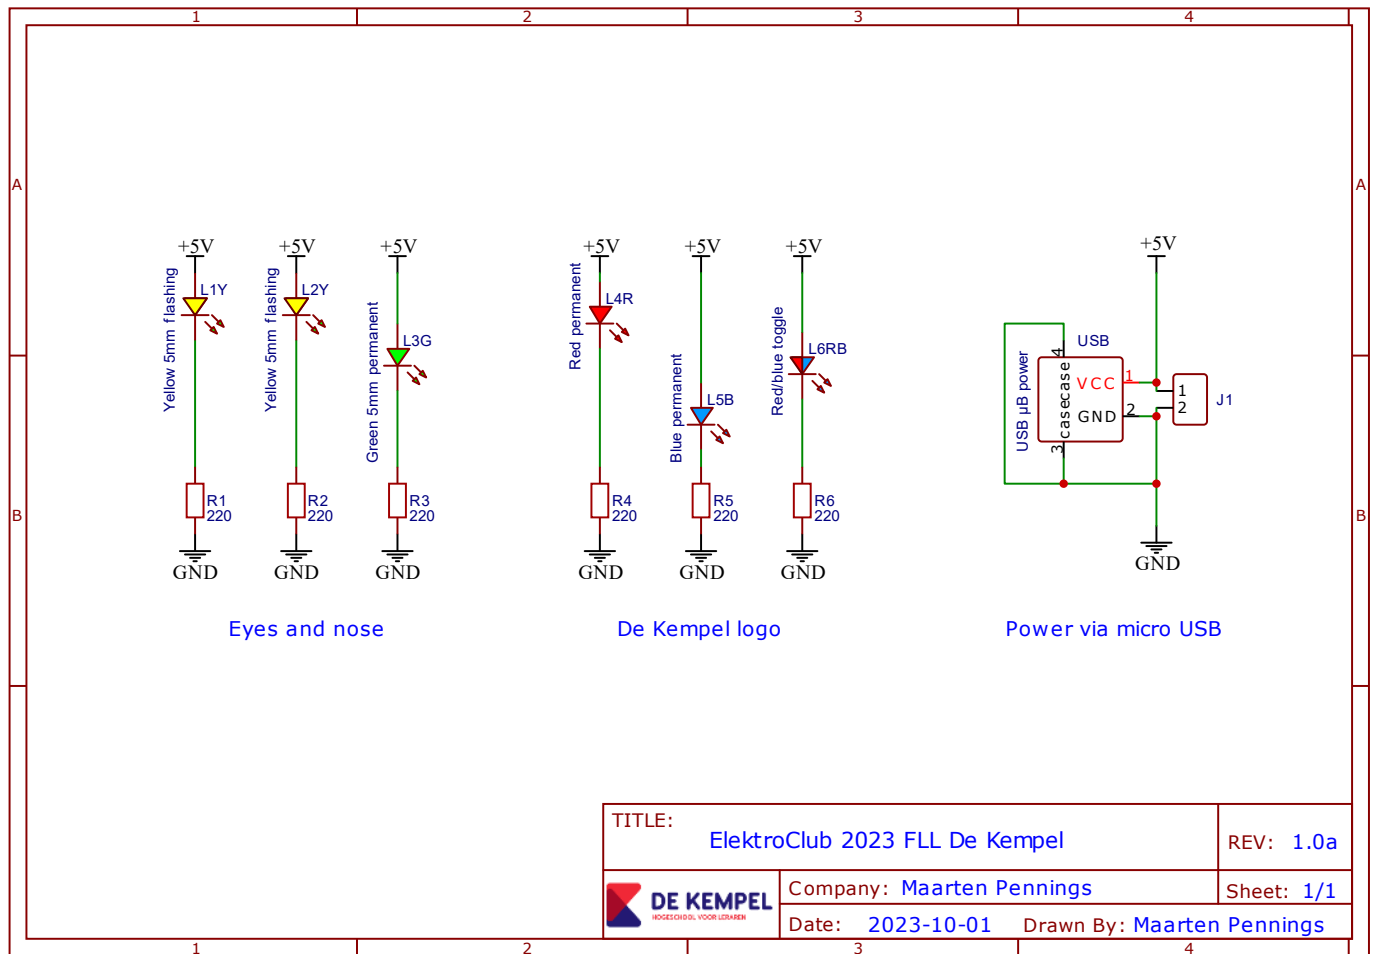 1 2 3 4
A A
B B
+5V +5V +5V +5V +5V +5V +5V
Yellow 5mm flashing
L1Y
Yellow 5mm flashing
L2Y
Green 5mm permanent
L3G
Red permanent
L4R
Blue permanent
L5B
Red/blue toggle
L6RB
R1
220
R2
220
R3
220
R4
220
R5
220
R6
220
GND GND GND GND GND GND
USB µB power
USB
4
case
case
3
VCC
1
GND
2
1
2
J1
GND
Eyes and nose
De Kempel logo
Power via micro USB
TITLE:
ElektroClub 2023 FLL De Kempel
REV: 1.0a
DE KEMPEL
HOGESCHOOL VOOR LERAREN
Company: Maarten Pennings
Sheet: 1/1
Date: 2023-10-01 Drawn By: Maarten Pennings
1 2 3 4